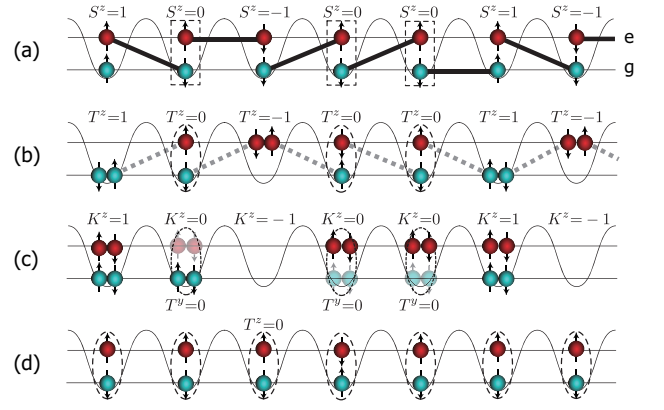 S^z=1 S^z=0 S^z=−1 S^z=0 S^z=0 S^z=1 S^z=−1
(a) e
g
T^z=1 T^z=0 T^z=−1 T^z=0 T^z=0 T^z=1 T^z=−1
(b)
K^z=1 K^z=0 K^z=−1 K^z=0 K^z=0 K^z=1 K^z=−1
(c)
T^y=0 T^y=0 T^y=0
T^z=0
(d)